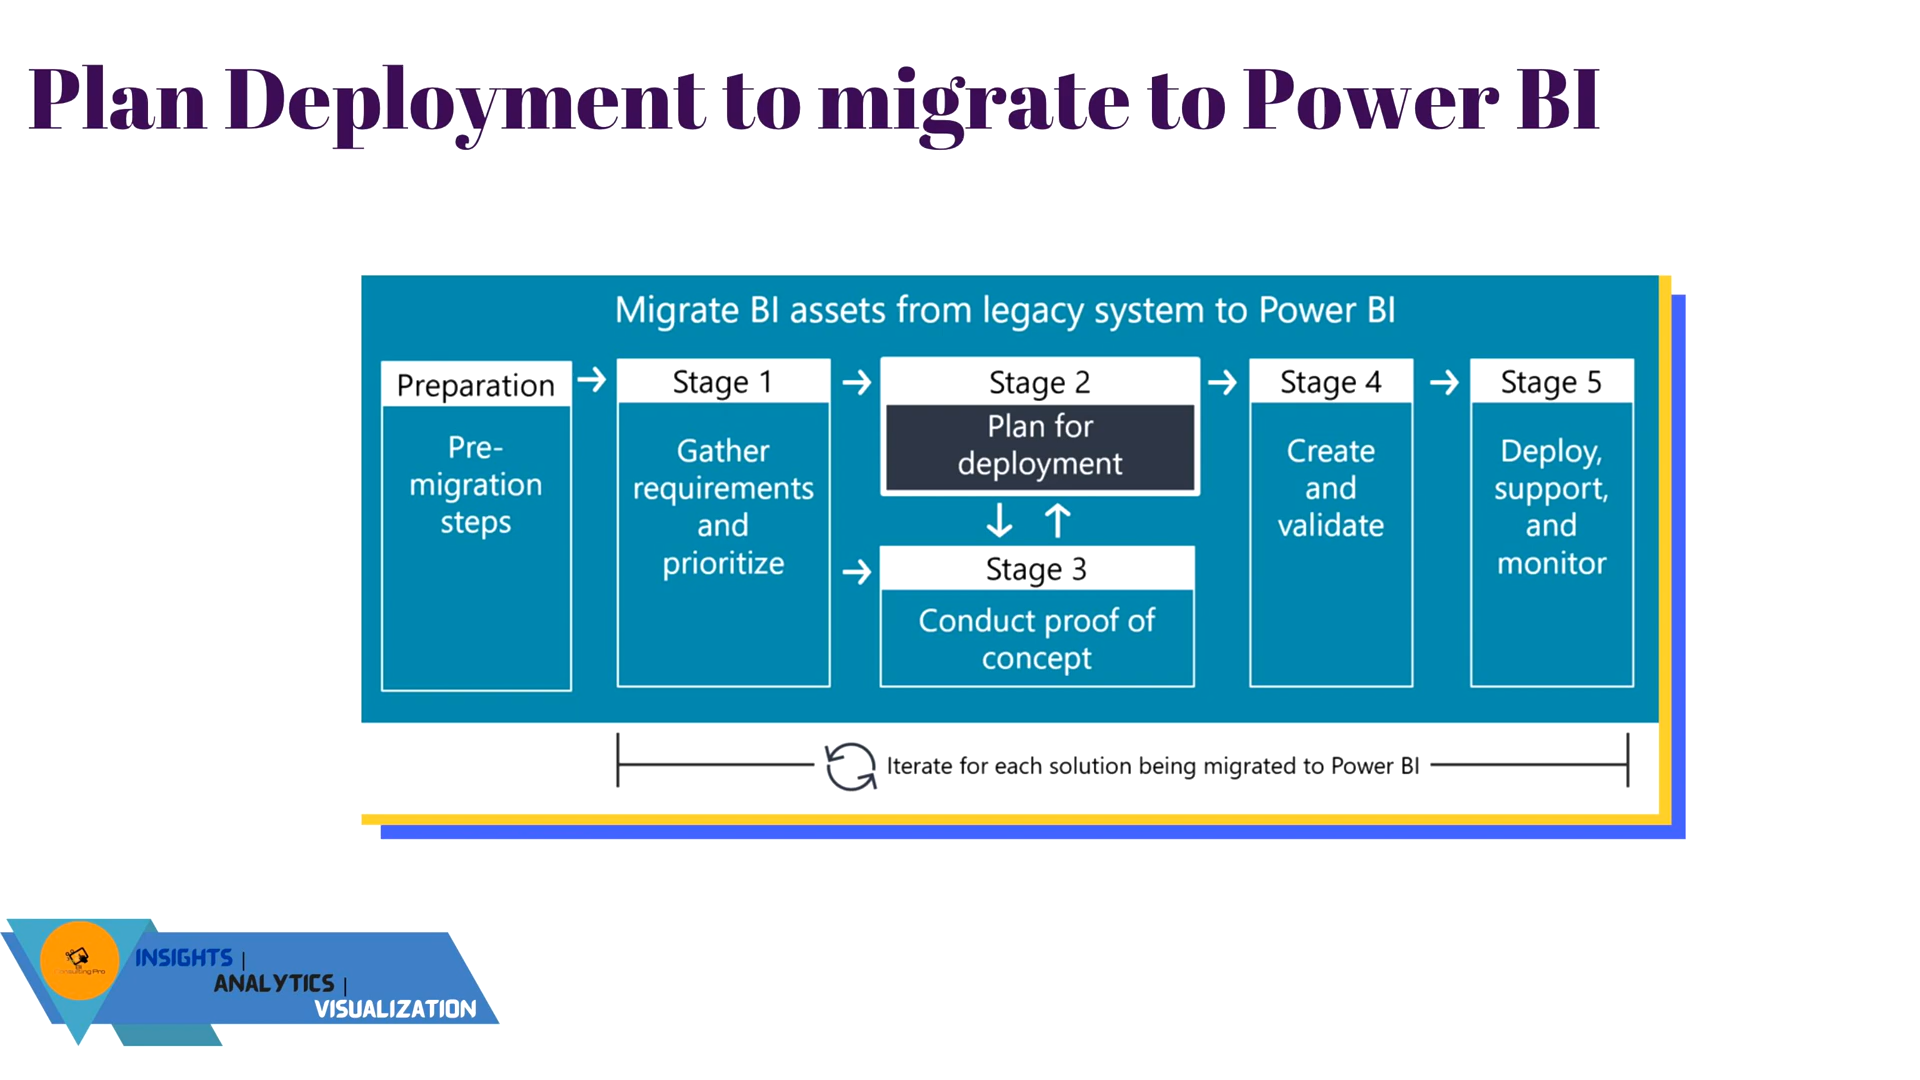 Plan Deployment to migrate to Power BI
Migrate BI assets from legacy system to Power BI
Preparation
Pre-
migration
steps
Stage 1
Gather
requirements
and
prioritize
Stage 2
Plan for
deployment
Stage 3
Conduct proof of
concept
Stage 4
Create
and
validate
Stage 5
Deploy,
support,
and
monitor
Iterate for each solution being migrated to Power BI
INSIGHTS |
ANALYTICS |
VISUALIZATION